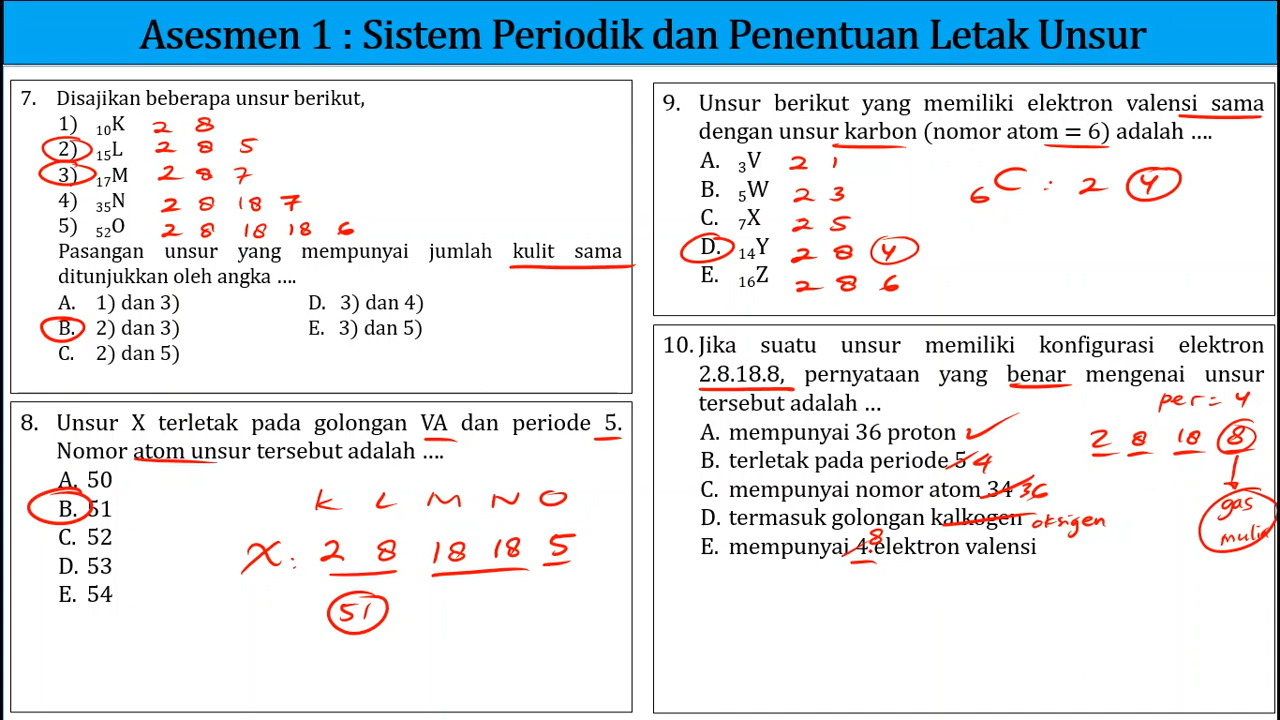 Asesmen 1 : Sistem Periodik dan Penentuan Letak Unsur
7. Disajikan beberapa unsur berikut,
1) ₁₀K 2 8
2) ₁₅L 2 8 5
3) ₁₇M 2 8 7
4) ₃₅N 2 8 18 7
5) ₅₂O 2 8 18 18 6
Pasangan unsur yang mempunyai jumlah kulit sama
ditunjukkan oleh angka ....
A. 1) dan 3)
B. 2) dan 3)
C. 2) dan 5)
D. 3) dan 4)
E. 3) dan 5)
8. Unsur X terletak pada golongan VA dan periode 5.
Nomor atom unsur tersebut adalah ....
A. 50
B. 51
C. 52
D. 53
E. 54
K L M N O
X : 2 8 18 18 5
51
9. Unsur berikut yang memiliki elektron valensi sama
dengan unsur karbon (nomor atom = 6) adalah ....
A. ₃V 2 1
B. ₅W 2 3
C. ₇X 2 5
D. ₁₄Y 2 8 4
E. ₁₆Z 2 8 6
₆C : 2 4
10. Jika suatu unsur memiliki konfigurasi elektron
2.8.18.8, pernyataan yang benar mengenai unsur
tersebut adalah ...
per = 4
A. mempunyai 36 proton ✓
B. terletak pada periode 5 4
C. mempunyai nomor atom 34 36
D. termasuk golongan kalkogen oksigen
E. mempunyai 4 8 elektron valensi
2 8 18 8
gas
mulia